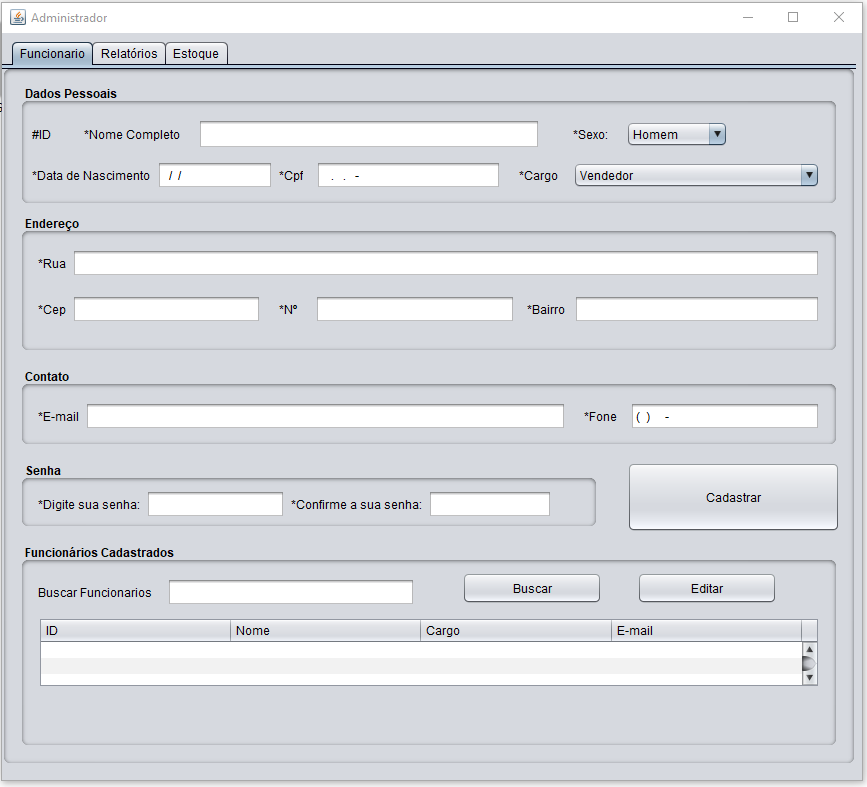 Administrador
Funcionario Relatórios Estoque
Dados Pessoais
#ID *Nome Completo *Sexo: Homem
*Data de Nascimento / / *Cpf . . - *Cargo Vendedor
Endereço
*Rua
*Cep *Nº *Bairro
Contato
*E-mail *Fone ( ) -
Senha
*Digite sua senha: *Confirme a sua senha: Cadastrar
Funcionários Cadastrados
Buscar Funcionarios Buscar Editar
ID Nome Cargo E-mail